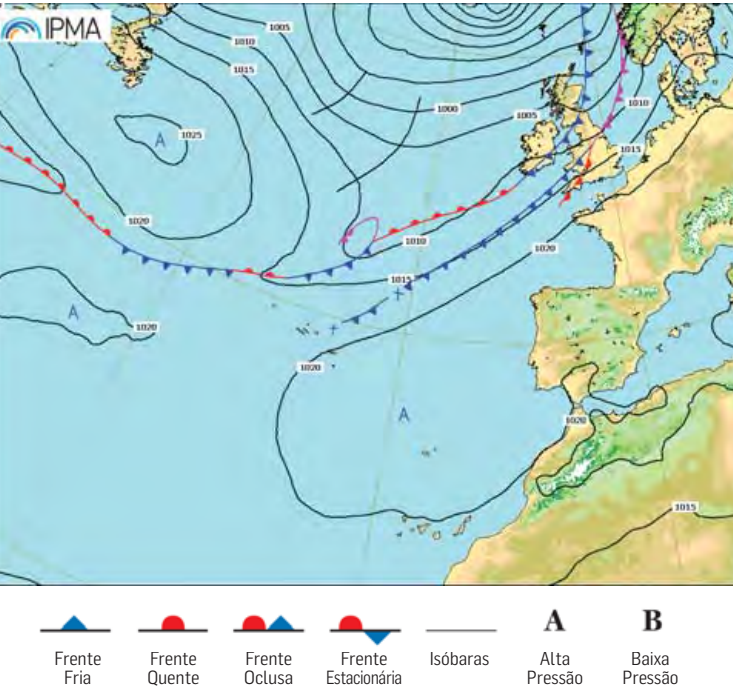 IPMA
1005
1010
1015
1000
1005
1010
A
1025
1015
1020
1010
1020
1015
A
1020
1020
A
1020
1015
A
B
Frente
Fria
Frente
Quente
Frente
Oclusa
Frente
Estacionária
Isóbaras
Alta
Pressão
Baixa
Pressão